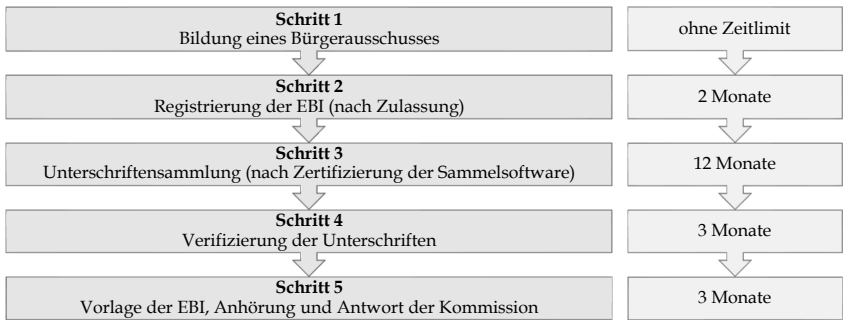 Schritt 1
Bildung eines Bürgerausschusses
ohne Zeitlimit
Schritt 2
Registrierung der EBI (nach Zulassung)
2 Monate
Schritt 3
Unterschriftensammlung (nach Zertifizierung der Sammelsoftware)
12 Monate
Schritt 4
Verifizierung der Unterschriften
3 Monate
Schritt 5
Vorlage der EBI, Anhörung und Antwort der Kommission
3 Monate